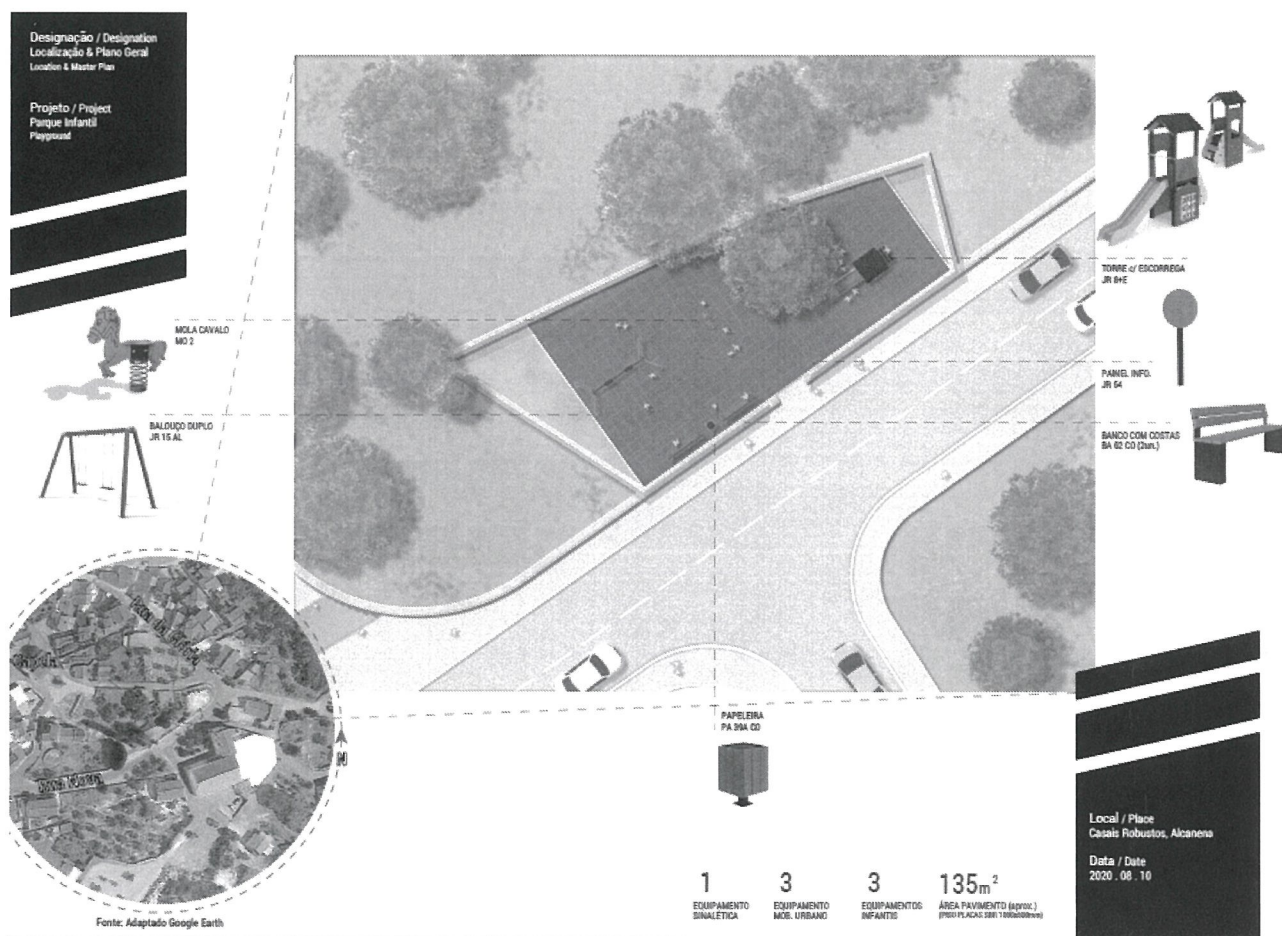 Designação / Designation
Localização & Plano Geral
Location & Master Plan
Projeto / Project
Parque Infantil
Playground
MOLA CAVALO
MO 2
BALOUÇO DUPLO
JR 15 AL
TORRE c/ ESCORREGA
JR 8+E
PAINEL INFO.
JR 54
BANCO COM COSTAS
BA 62 CO (2un.)
N
Fonte: Adaptado Google Earth
PAPELEIRA
PA 39A CO
1
EQUIPAMENTO
SINALÉTICA
3
EQUIPAMENTO
MOB. URBANO
3
EQUIPAMENTOS
INFANTIS
135m²
ÁREA PAVIMENTO (aprox.)
Local / Place
Casais Robustos, Alcanena
Data / Date
2020 . 08 . 10